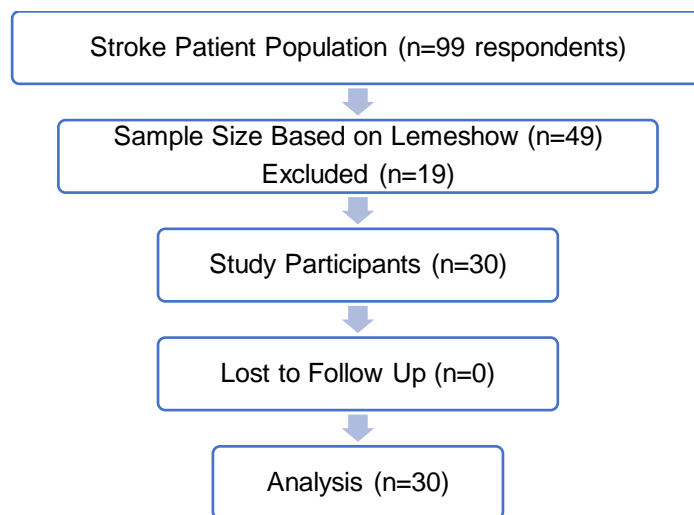 Stroke Patient Population (n=99 respondents)
Sample Size Based on Lemeshow (n=49)
Excluded (n=19)
Study Participants (n=30)
Lost to Follow Up (n=0)
Analysis (n=30)